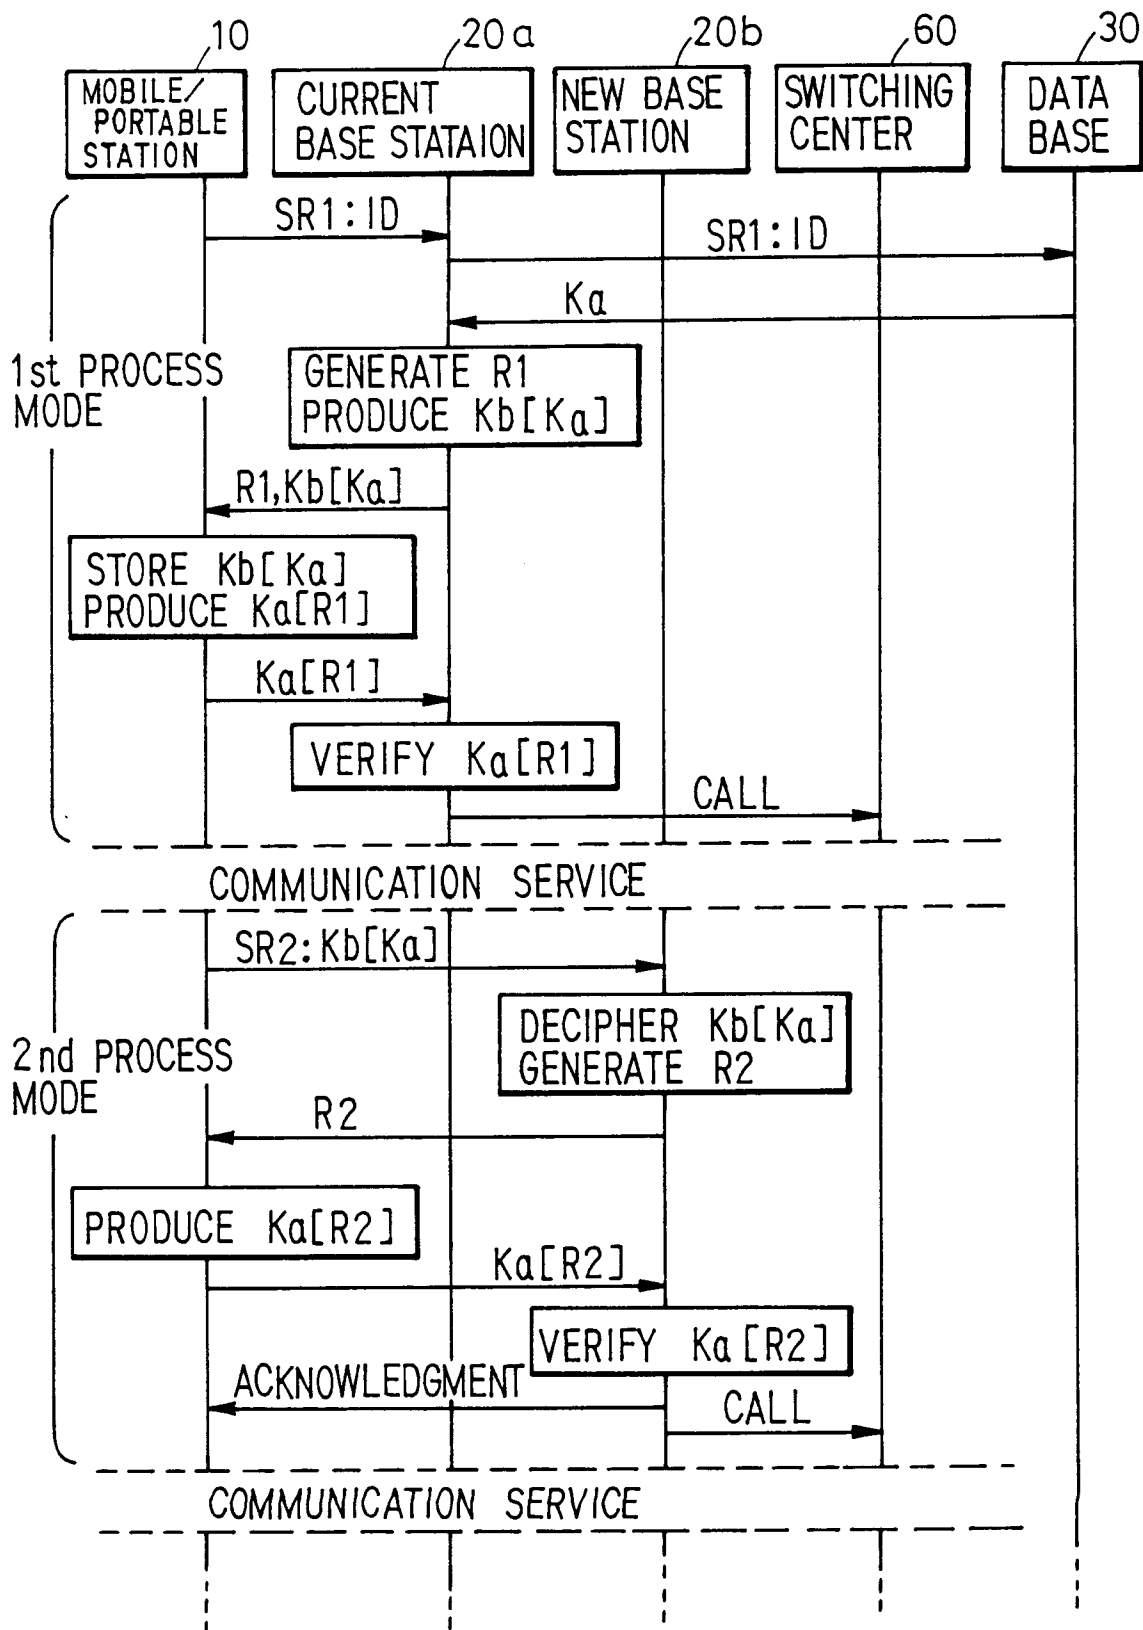 10
20a
20b
60
30
MOBILE/
PORTABLE
STATION
CURRENT
BASE STATAION
NEW BASE
STATION
SWITCHING
CENTER
DATA
BASE
SR1:ID
SR1:ID
Ka
1st PROCESS
MODE
GENERATE R1
PRODUCE Kb[Ka]
R1,Kb[Ka]
STORE Kb[Ka]
PRODUCE Ka[R1]
Ka[R1]
VERIFY Ka[R1]
CALL
COMMUNICATION SERVICE
SR2:Kb[Ka]
DECIPHER Kb[Ka]
GENERATE R2
2nd PROCESS
MODE
R2
PRODUCE Ka[R2]
Ka[R2]
VERIFY Ka[R2]
ACKNOWLEDGMENT
CALL
COMMUNICATION SERVICE